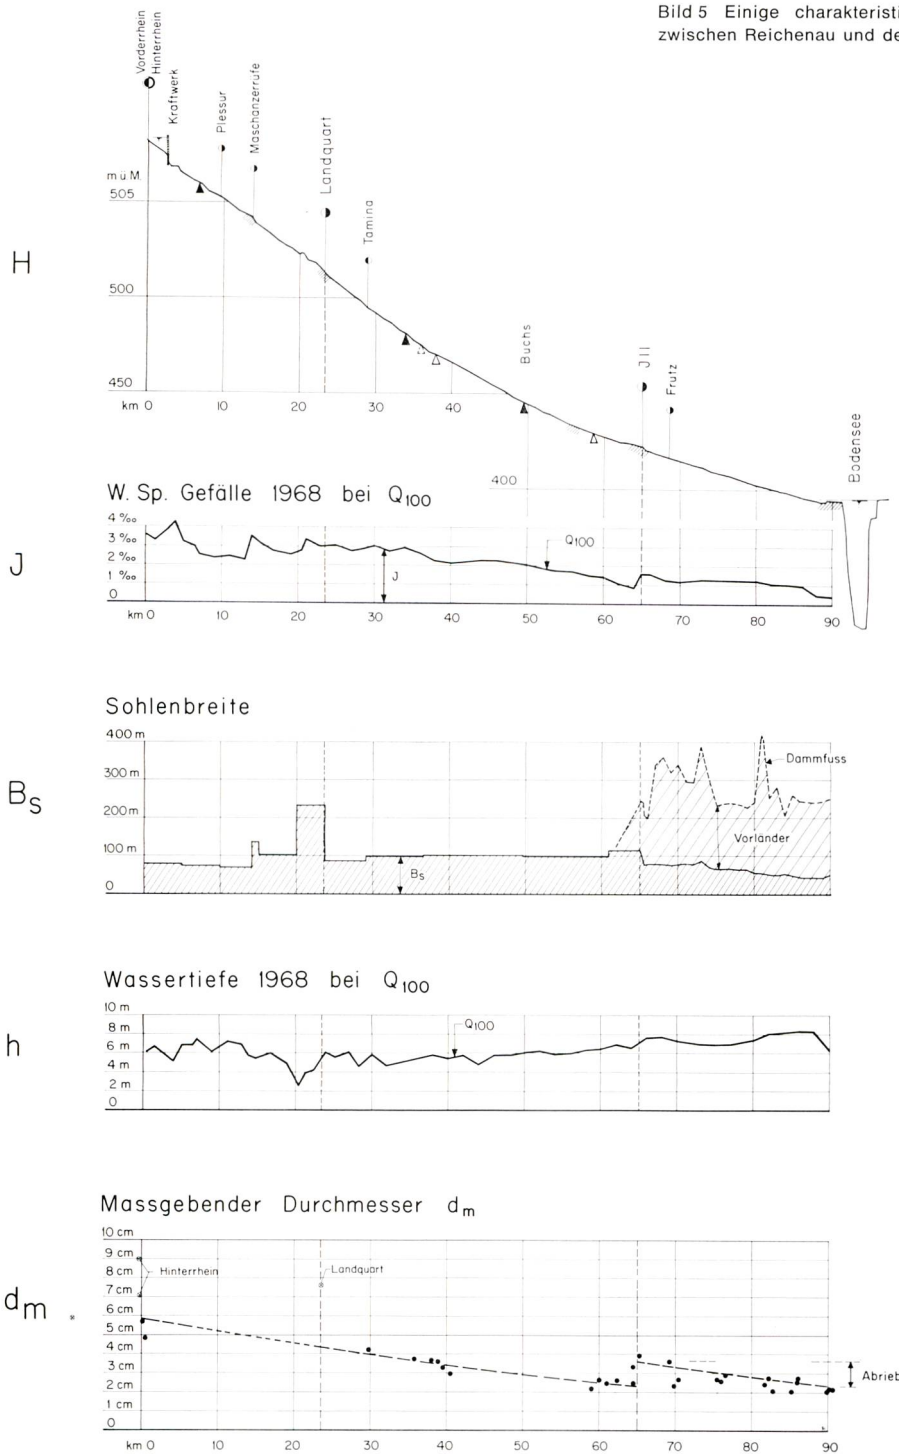 Bild 5 Einige charakteristi
zwischen Reichenau und de
Vorderrhein
Hinterrhein
Kraftwerk
Plessur
Maschanzerrufe
Landquart
Tamina
Buchs
Jll
Frutz
Bodensee
H
m ü.M.
505
500
450
400
km 0 10 20 30 40
W. Sp. Gefälle 1968 bei Q100
J
4 ‰
3 ‰
2 ‰
1 ‰
0
Q100
J
km 0 10 20 30 40 50 60 70 80 90
Sohlenbreite
Bs
400 m
300 m
200 m
100 m
0
Dammfuss
Vorländer
Bs
Wassertiefe 1968 bei Q100
h
10 m
8 m
6 m
4 m
2 m
0
Q100
Massgebender Durchmesser dm
dm
10 cm
9 cm
8 cm
7 cm
6 cm
5 cm
4 cm
3 cm
2 cm
1 cm
0
Hinterrhein
Landquart
Abrieb
km 0 10 20 30 40 50 60 70 80 90